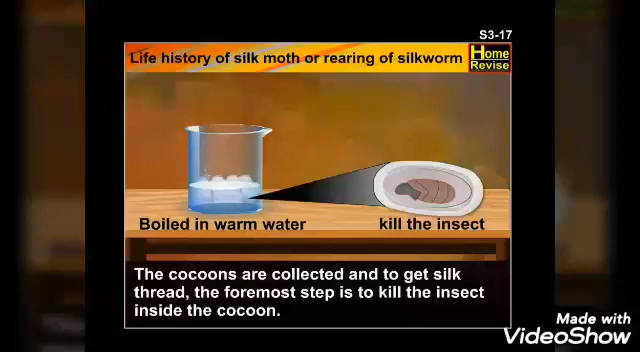 S3-17
Life history of silk moth or rearing of silkworm
Home
Revise
Boiled in warm water
kill the insect
The cocoons are collected and to get silk
thread, the foremost step is to kill the insect
inside the cocoon.
Made with
VideoShow